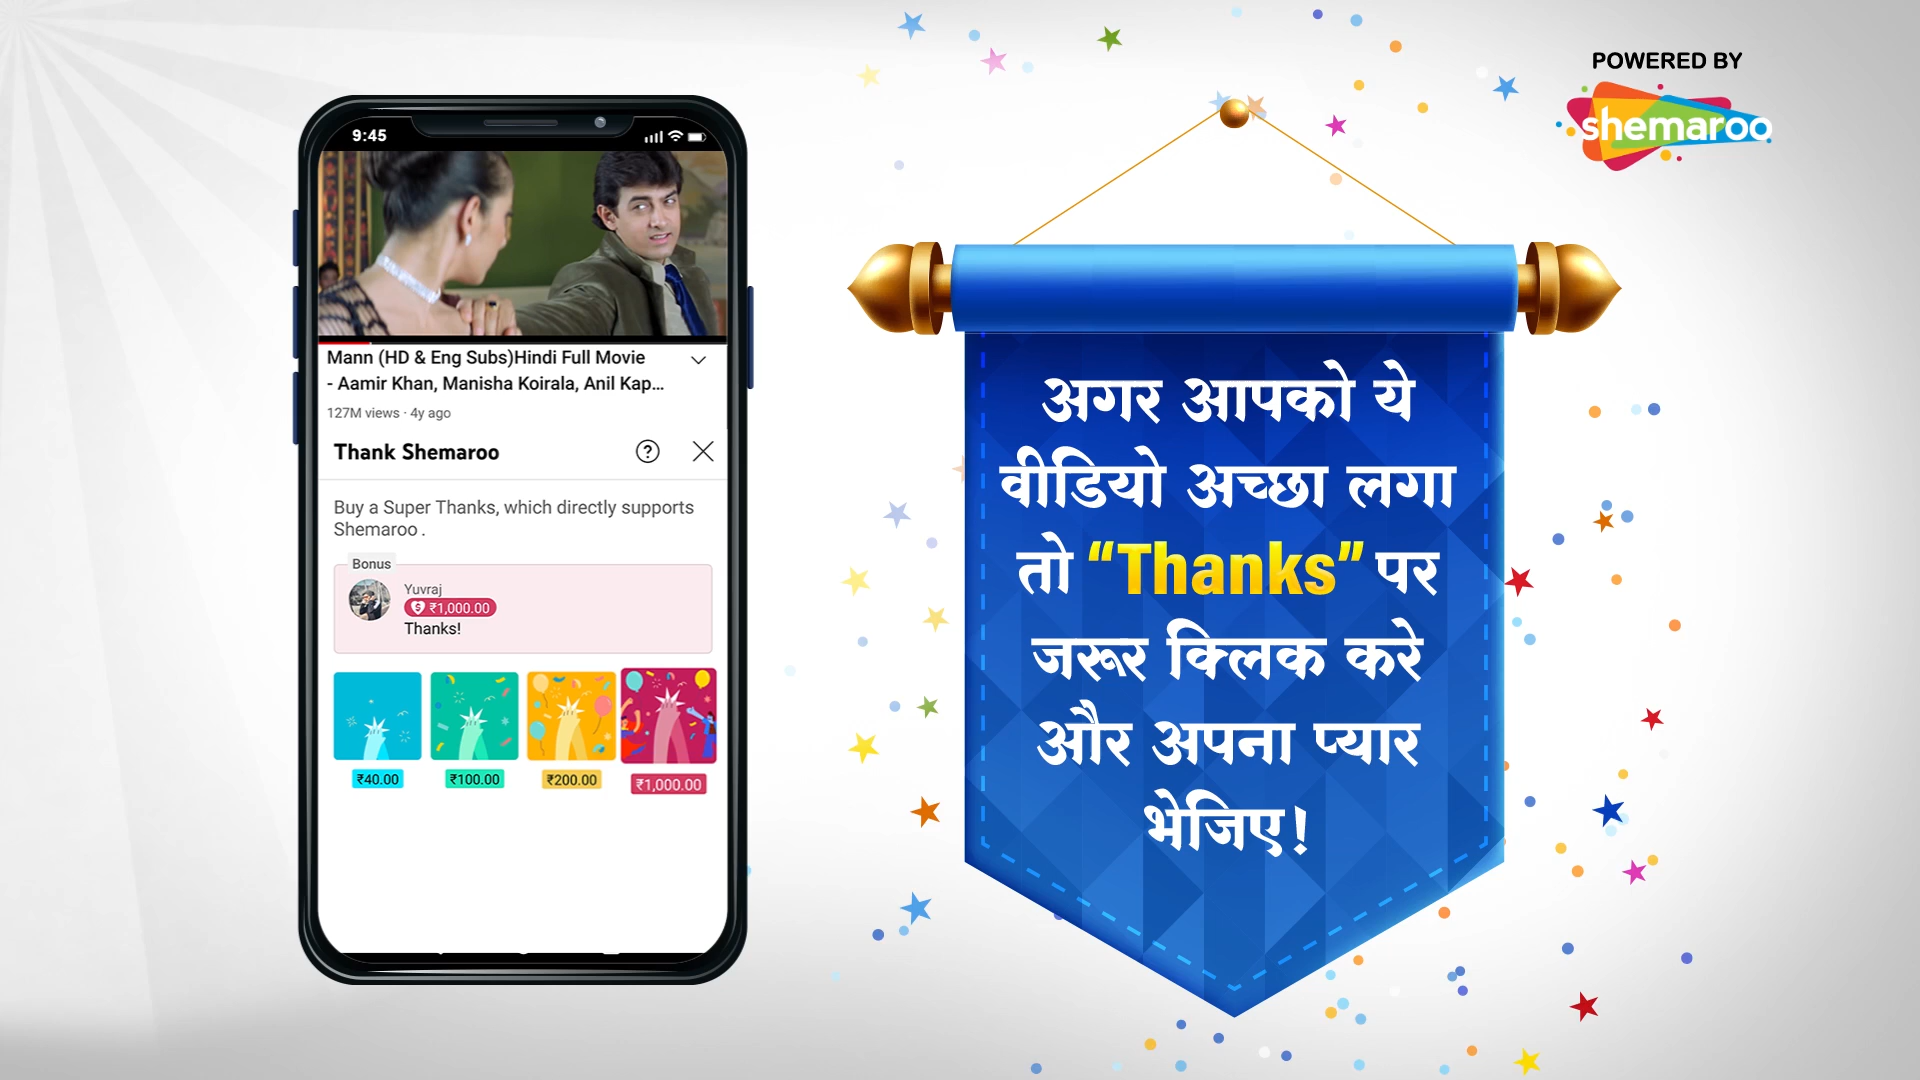 9:45
Mann (HD & Eng Subs)Hindi Full Movie
- Aamir Khan, Manisha Koirala, Anil Kap...
127M views · 4y ago
Thank Shemaroo
?
Buy a Super Thanks, which directly supports
Shemaroo .
Bonus
Yuvraj
$ ₹1,000.00
Thanks!
₹40.00
₹100.00
₹200.00
₹1,000.00
अगर आपको ये
वीडियो अच्छा लगा
तो “Thanks” पर
जरूर क्लिक करे
और अपना प्यार
भेजिए!
POWERED BY
shemaroo